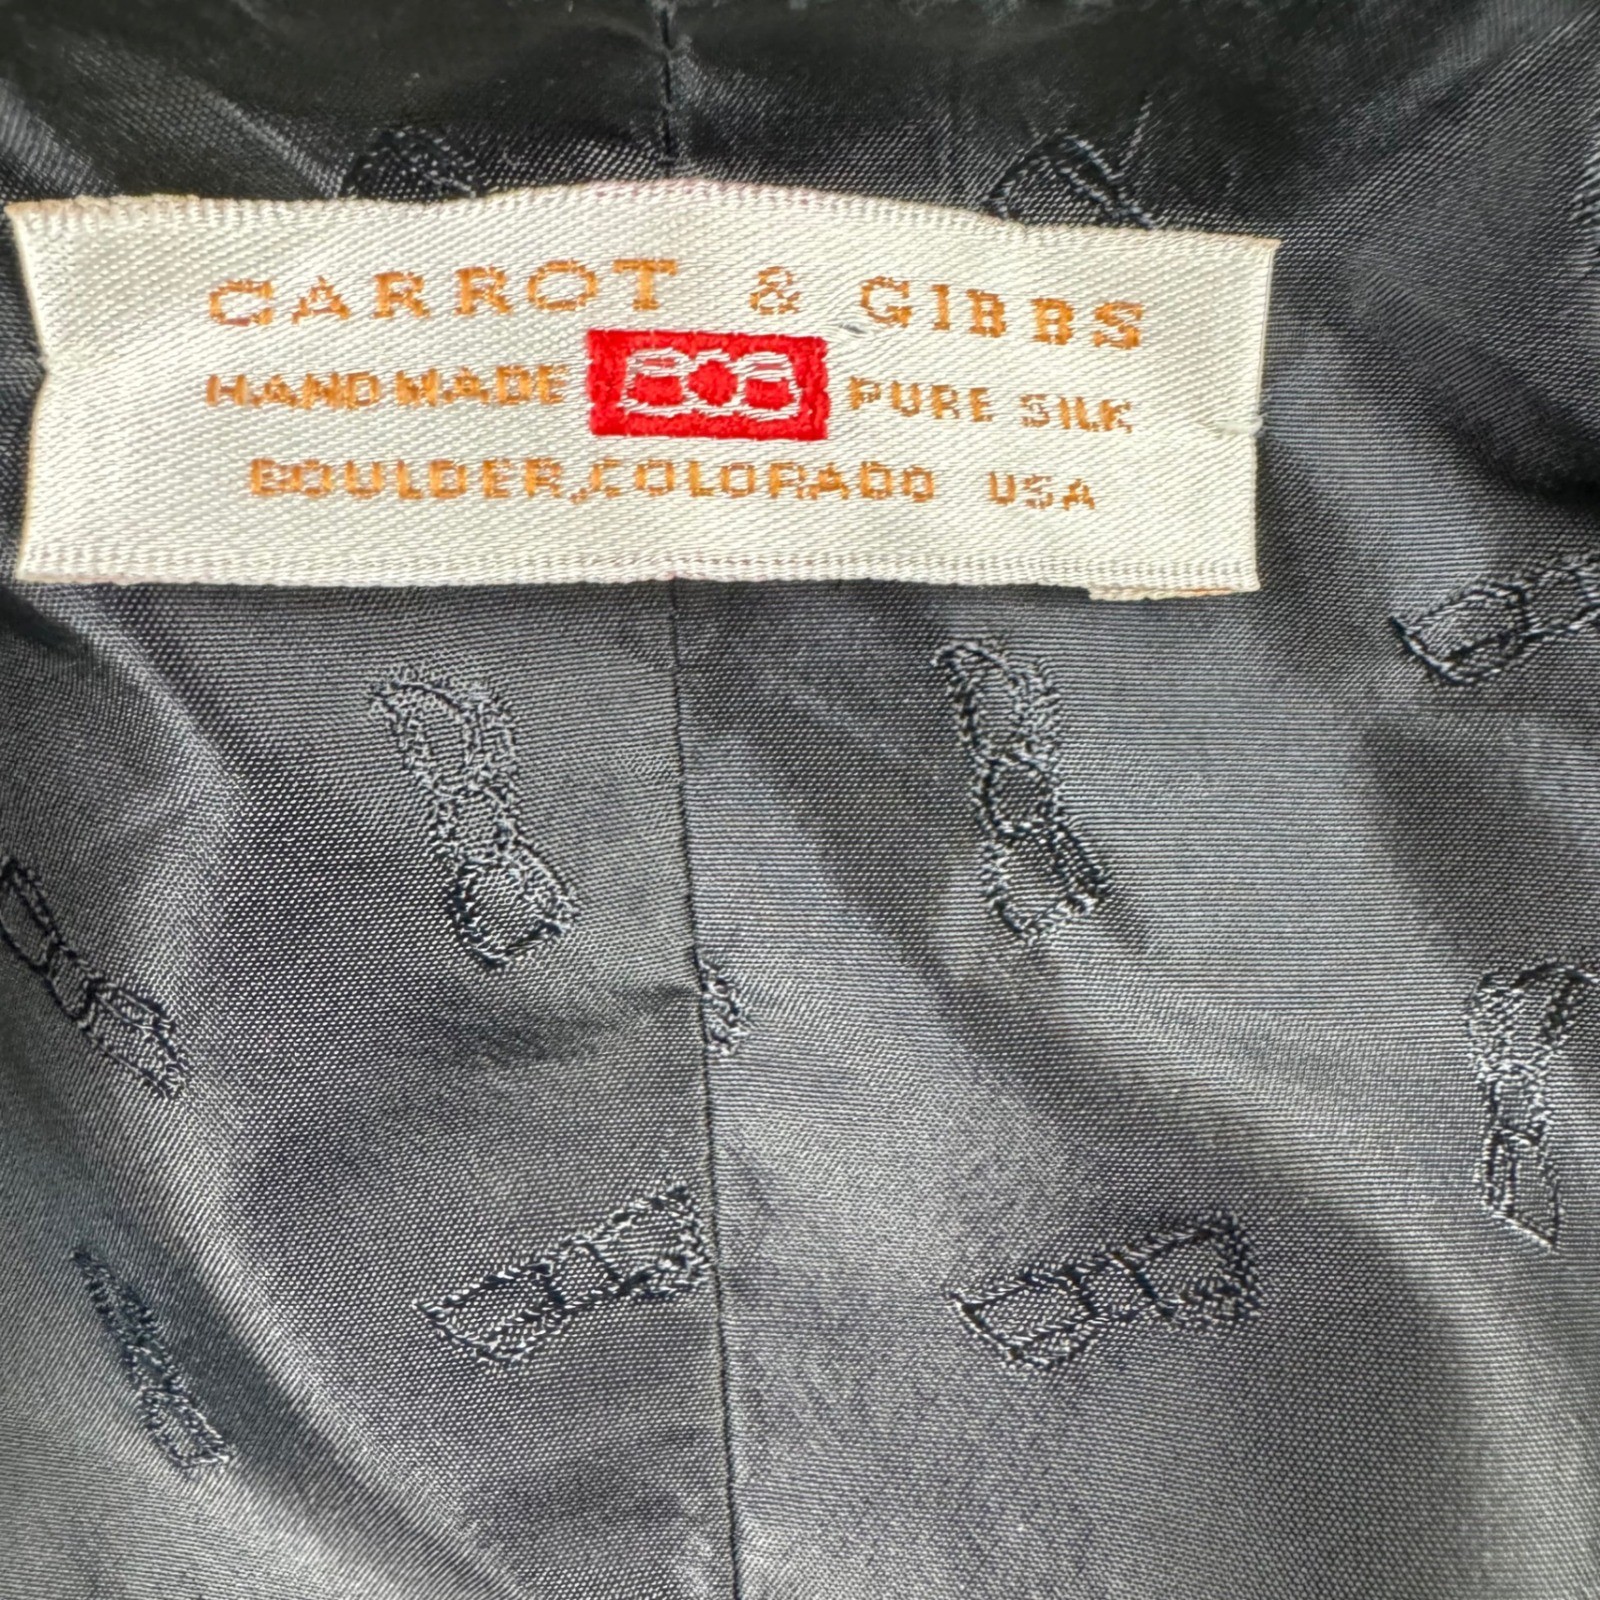 CARROT & GIBBS
HANDMADE PURE SILK
BOULDER, COLORADO USA